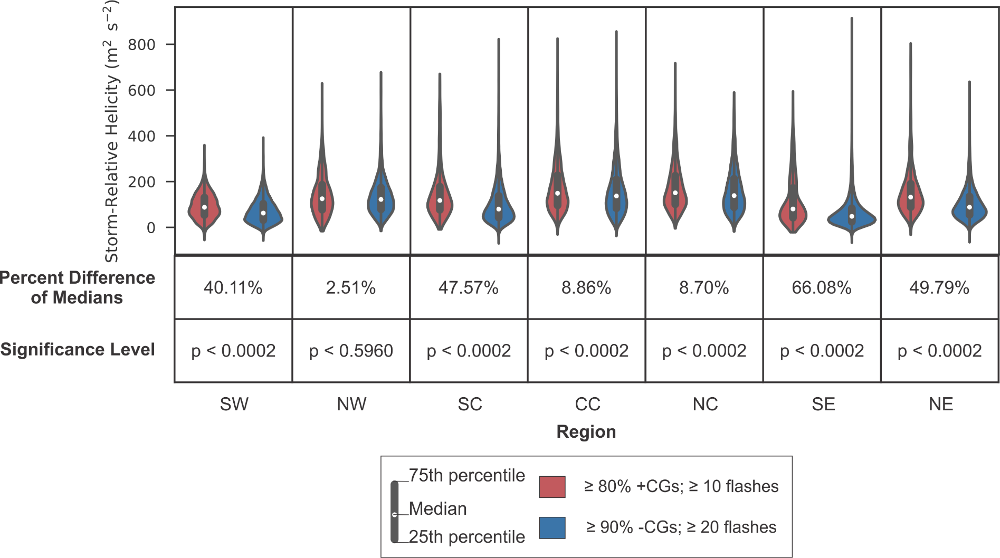 Storm-Relative Helicity (m² s⁻²)
800
600
400
200
0
Percent Difference
of Medians
40.11% 2.51% 47.57% 8.86% 8.70% 66.08% 49.79%
Significance Level
p < 0.0002 p < 0.5960 p < 0.0002 p < 0.0002 p < 0.0002 p < 0.0002 p < 0.0002
SW NW SC CC NC SE NE
Region
75th percentile
Median
25th percentile
≥ 80% +CGs; ≥ 10 flashes
≥ 90% -CGs; ≥ 20 flashes